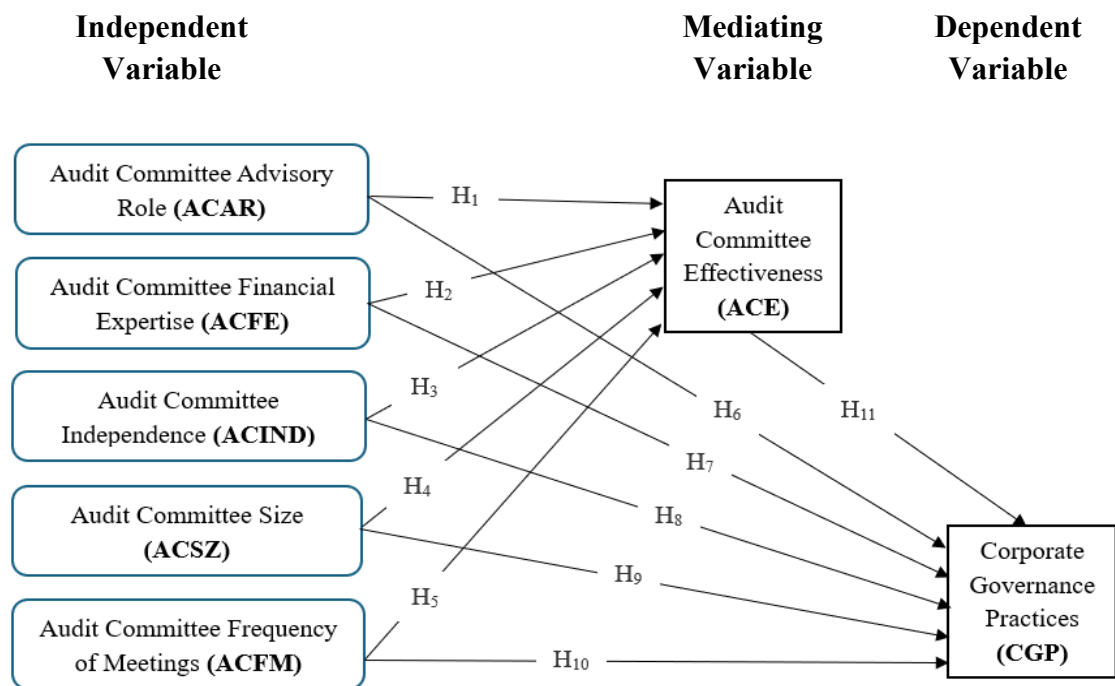 Independent
Variable
Mediating
Variable
Dependent
Variable
Audit Committee Advisory
Role (ACAR)
Audit Committee Financial
Expertise (ACFE)
Audit Committee
Independence (ACIND)
Audit Committee Size
(ACSZ)
Audit Committee Frequency
of Meetings (ACFM)
H₁
H₂
H₃
H₄
H₅
Audit
Committee
Effectiveness
(ACE)
H₆
H₇
H₈
H₉
H₁₀
H₁₁
Corporate
Governance
Practices
(CGP)